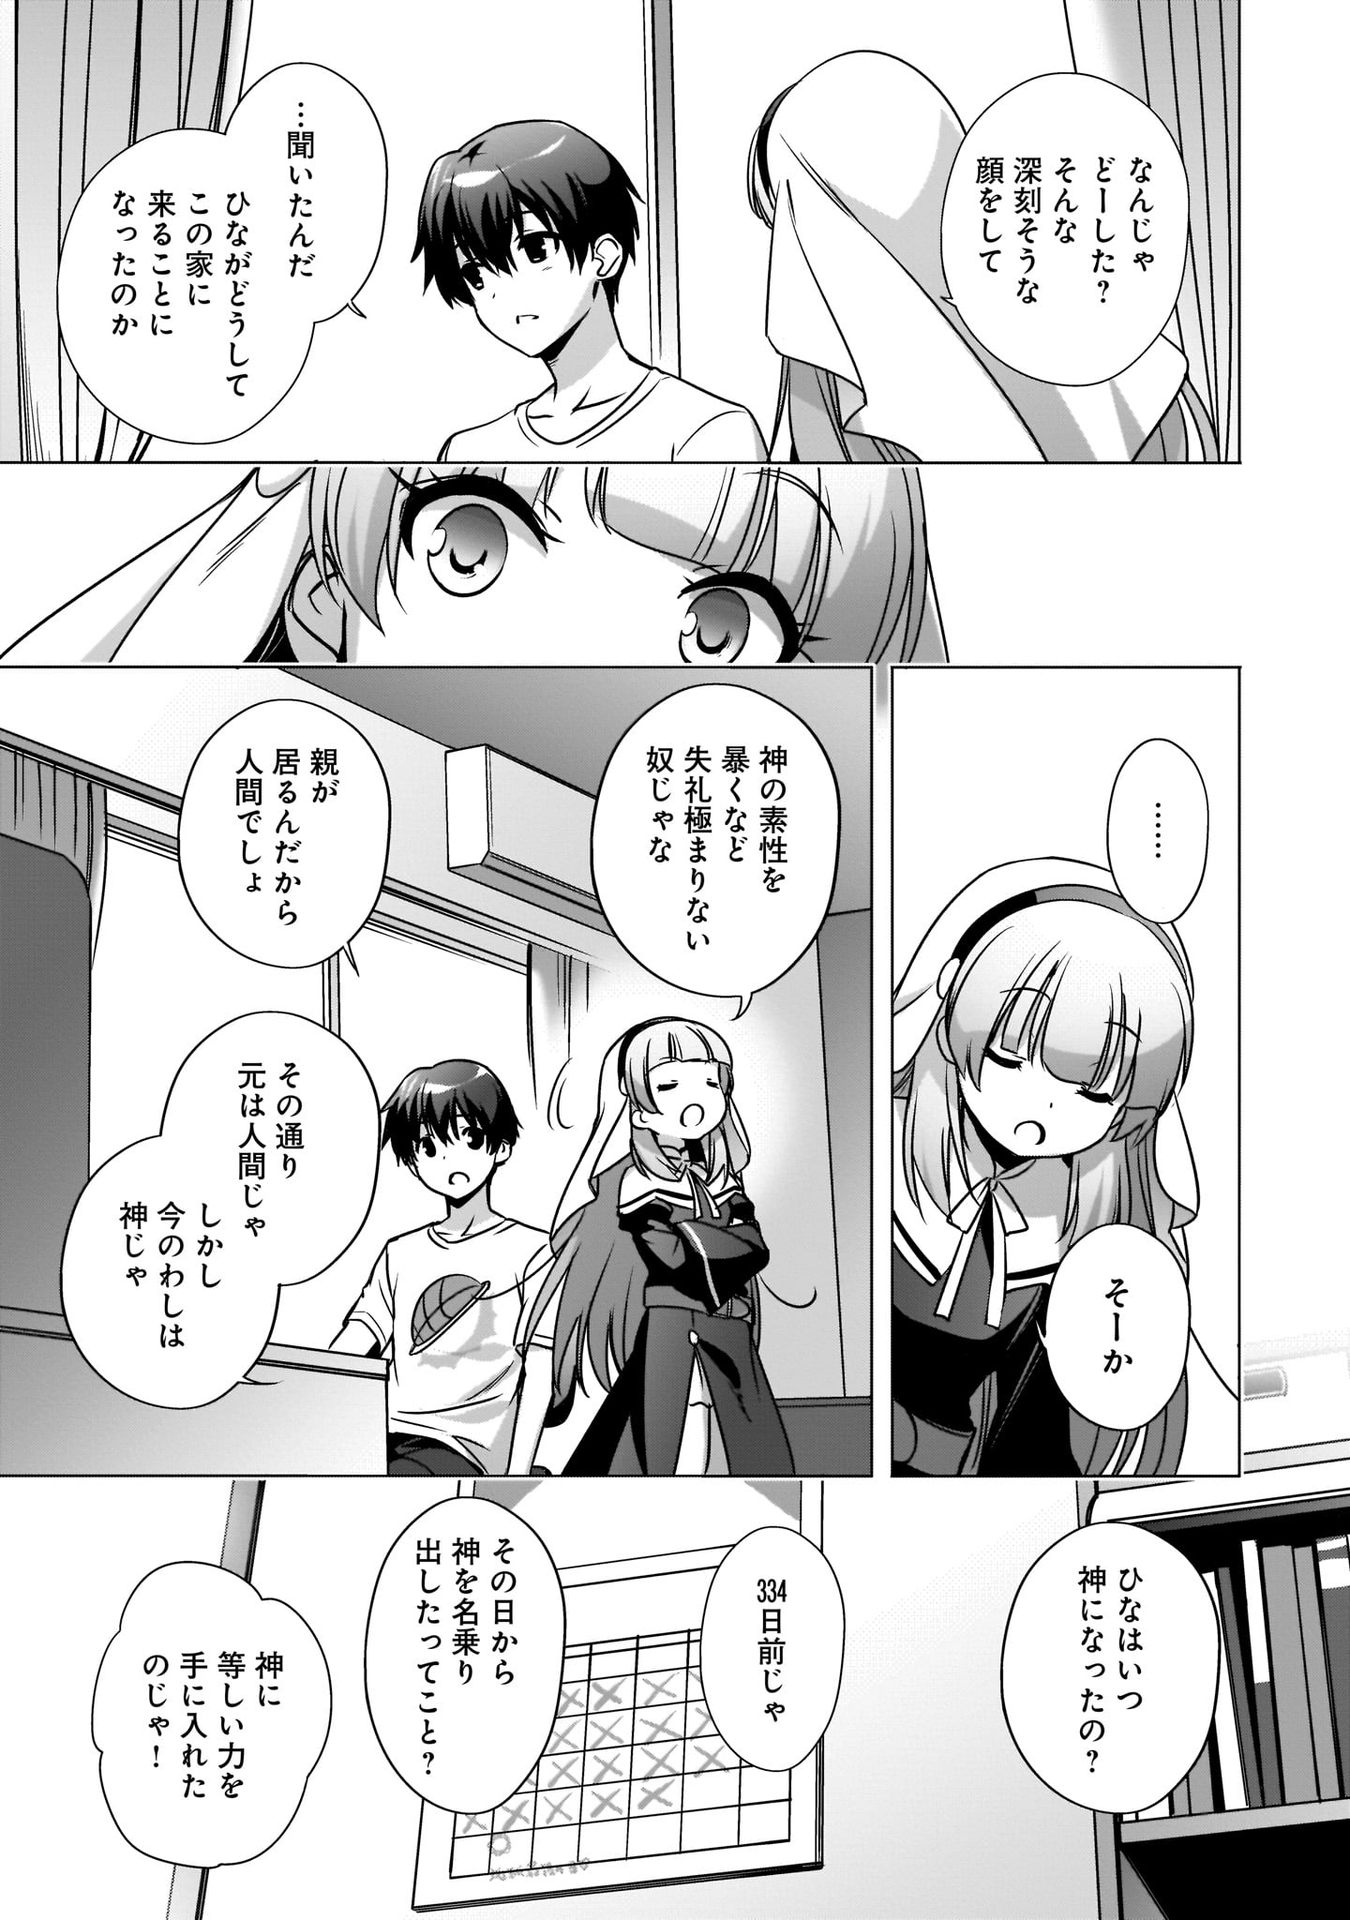 なんじゃ
どーした?
そんな
深刻そうな
顔をして
…聞いたんだ
ひながどうして
この家に
来ることに
なったのか
……
そーか
神の素性を
暴くなど
失礼極まりない
奴じゃな
親が
居るんだから
人間でしょ
その通り
元は人間じゃ
しかし
今のわしは
神じゃ
ひなはいつ
神になったの?
334日前じゃ
その日から
神を名乗り
出したってこと?
神に
等しい力を
手に入れた
のじゃ!